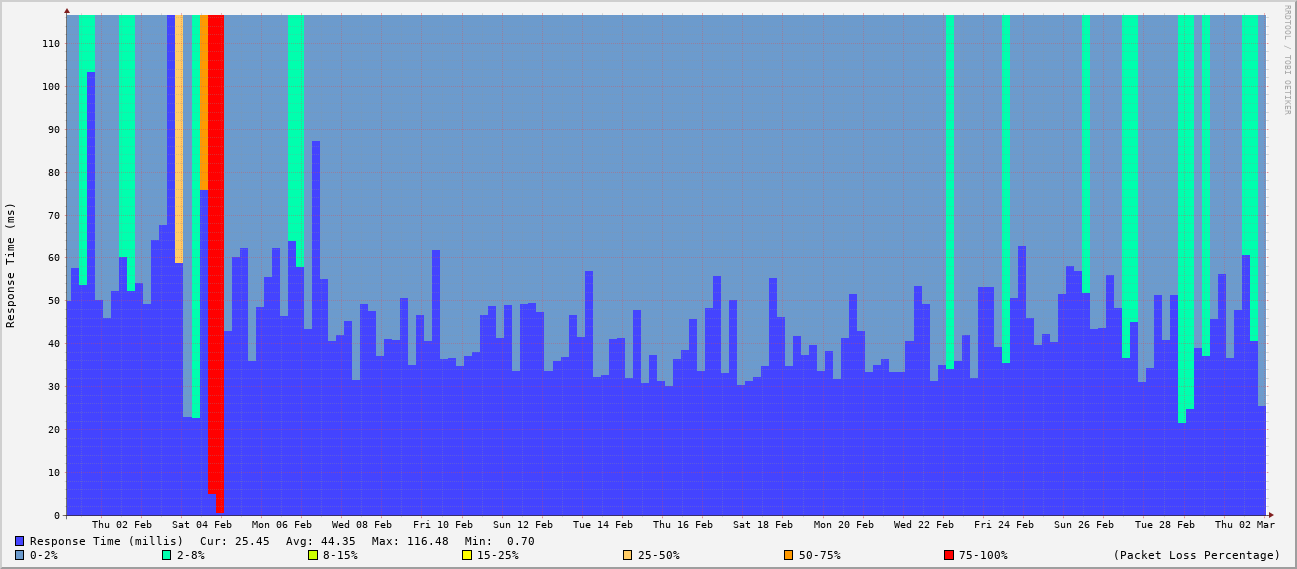 RRDTOOL / TOBI OETIKER
Response Time (ms)
110
100
90
80
70
60
50
40
30
20
10
0
Thu 02 Feb Sat 04 Feb Mon 06 Feb Wed 08 Feb Fri 10 Feb Sun 12 Feb Tue 14 Feb Thu 16 Feb Sat 18 Feb Mon 20 Feb Wed 22 Feb Fri 24 Feb Sun 26 Feb Tue 28 Feb Thu 02 Mar
Response Time (millis) Cur: 25.45 Avg: 44.35 Max: 116.48 Min: 0.70
0-2% 2-8% 8-15% 15-25% 25-50% 50-75% 75-100% (Packet Loss Percentage)